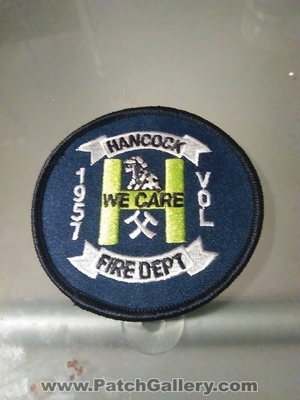 HANCOCK
1957
WE CARE
VOL
FIRE DEPT
H
www.PatchGallery.com